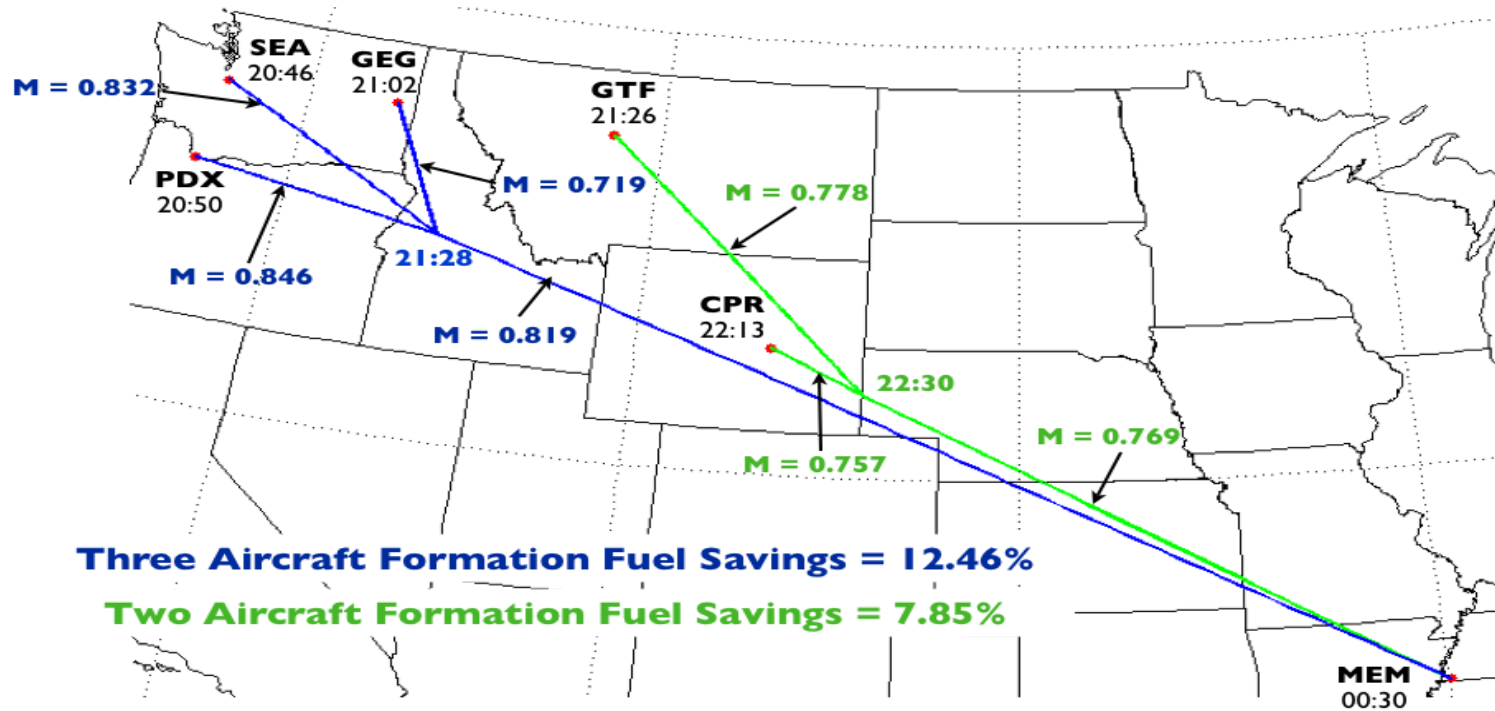 SEA
20:46
GEG
21:02
M = 0.832
GTF
21:26
PDX
20:50
M = 0.719
M = 0.778
21:28
M = 0.846
CPR
22:13
M = 0.819
22:30
M = 0.769
M = 0.757
Three Aircraft Formation Fuel Savings = 12.46%
Two Aircraft Formation Fuel Savings = 7.85%
MEM
00:30